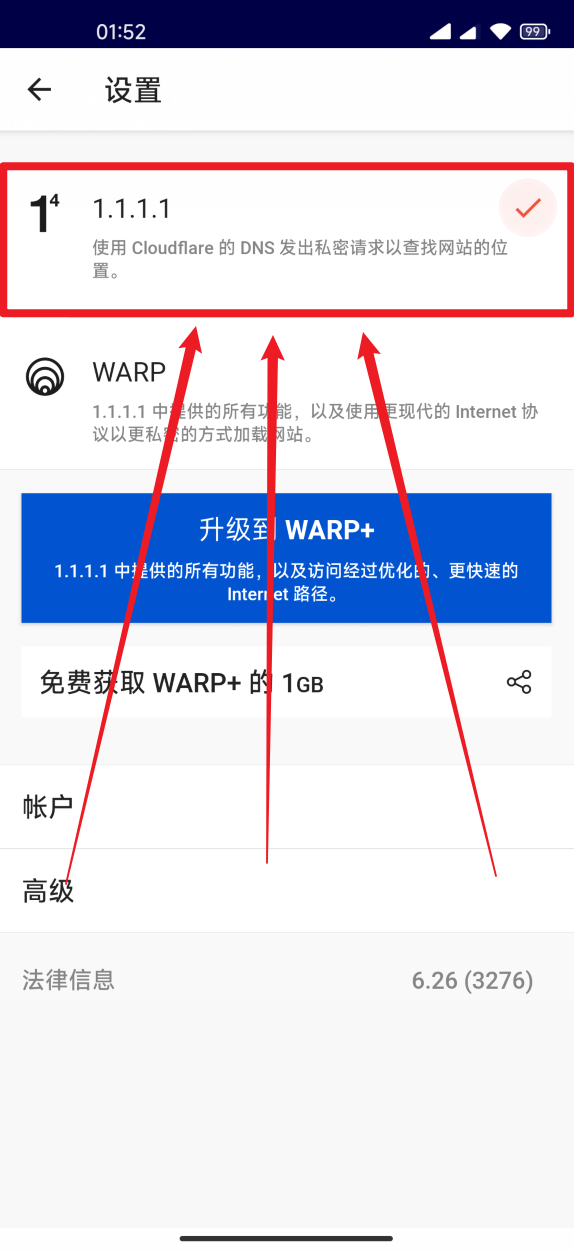 01:52
99
设置
1⁴
1.1.1.1
使用 Cloudflare 的 DNS 发出私密请求以查找网站的位
置。
WARP
1.1.1.1 中提供的所有功能，以及使用更现代的 Internet 协
议以更私密的方式加载网站。
升级到 WARP+
1.1.1.1 中提供的所有功能，以及访问经过优化的、更快速的
Internet 路径。
免费获取 WARP+ 的 1GB
帐户
高级
法律信息
6.26 (3276)